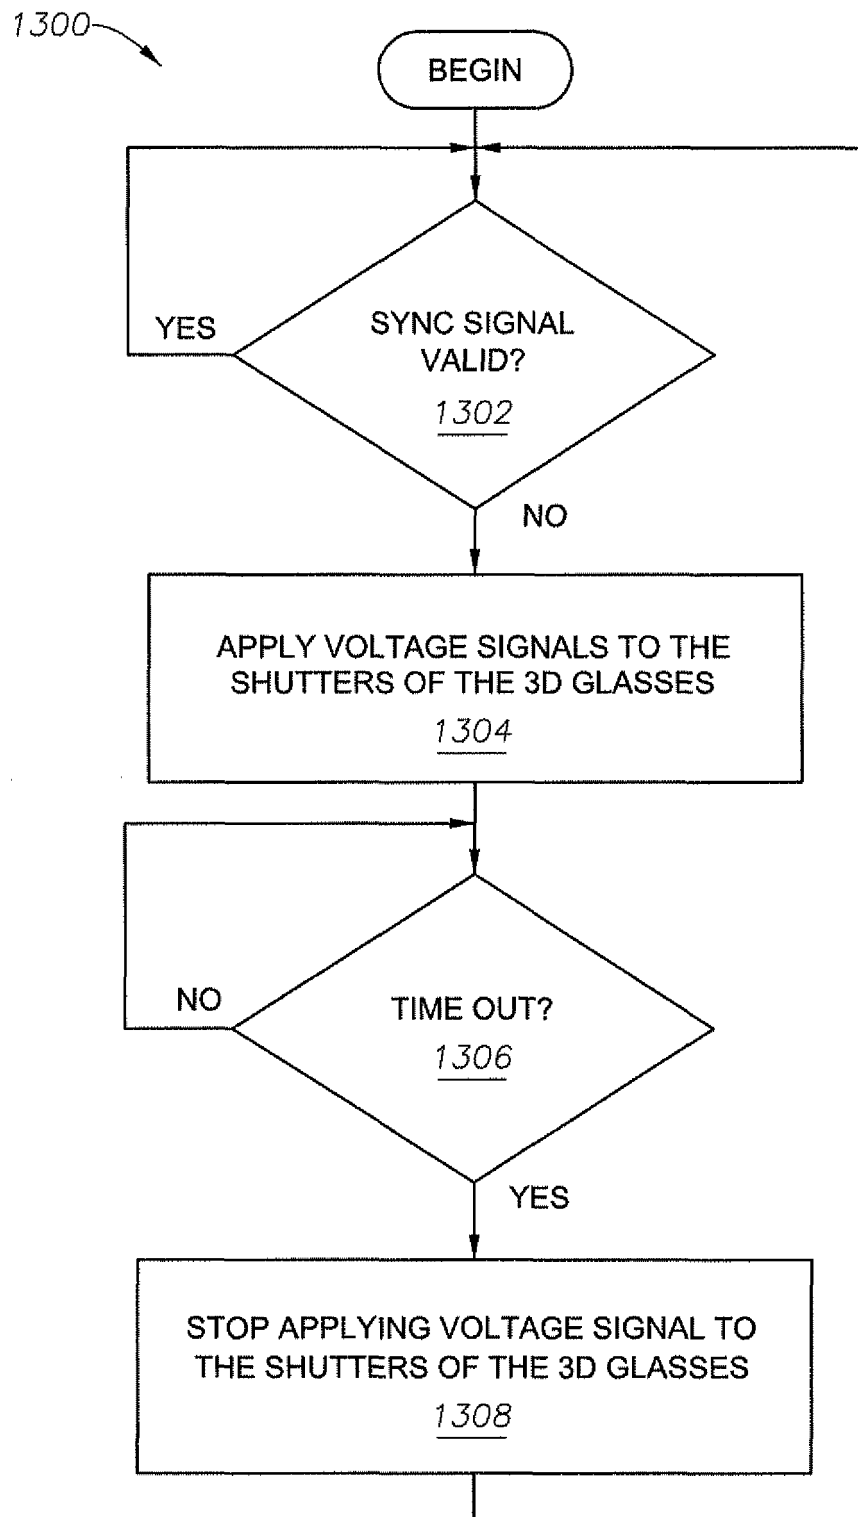 1300
BEGIN
YES
SYNC SIGNAL
VALID?
1302
NO
APPLY VOLTAGE SIGNALS TO THE
SHUTTERS OF THE 3D GLASSES
1304
NO
TIME OUT?
1306
YES
STOP APPLYING VOLTAGE SIGNAL TO
THE SHUTTERS OF THE 3D GLASSES
1308